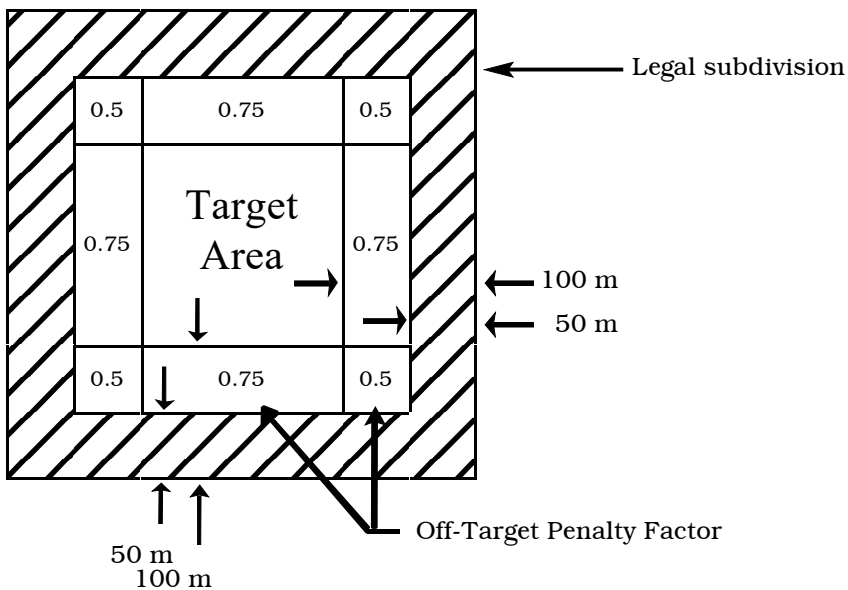 Legal subdivision
0.5 0.75 0.5
Target
Area
0.75 0.75
100 m
50 m
0.5 0.75 0.5
Off-Target Penalty Factor
50 m
100 m